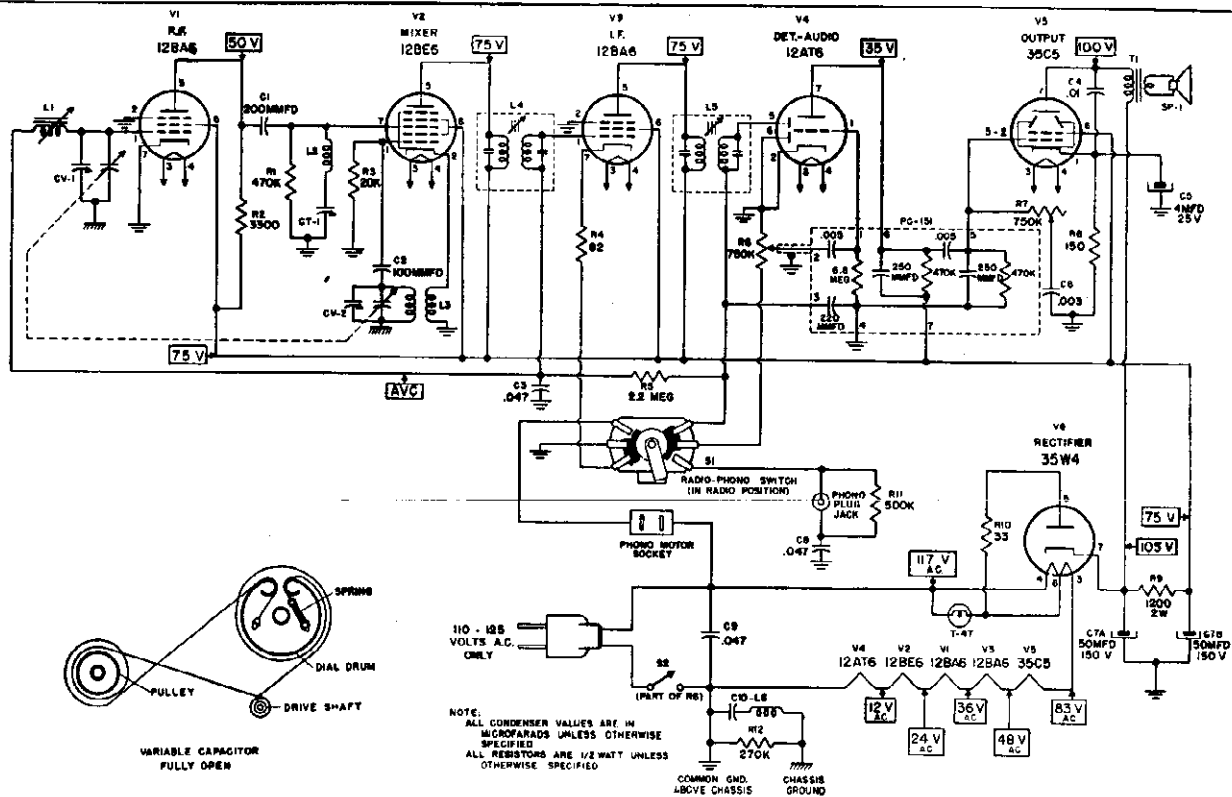 V1
R.F.
12BA6
V2
MIXER
12BE6
V3
I.F.
12BA6
V4
DET.-AUDIO
12AT6
V5
OUTPUT
35C5
50 V
75 V
75 V
35 V
100 V
L1
C1
200MMFD
L4
L5
C4
.01
T1
SP-1
CV-1
R1
470K
L2
CT-1
R3
20K
R2
3300
C2
100MMFD
CV-2
L3
R4
82
R6
750K
PC-151
.005
6.8
MEG
220
MMFD
250
MMFD
470K
.005
250
MMFD
470K
R7
750K
C6
.003
R8
150
C5
4MFD
25V
75 V
AVC
C3
.047
R5
2.2 MEG
S1
RADIO-PHONO SWITCH
(IN RADIO POSITION)
PHONO
PLUG
JACK
R11
500K
C8
.047
PHONO MOTOR
SOCKET
V6
RECTIFIER
35W4
R10
33
75 V
105 V
117 V
A.C.
T-47
R9
1200
2W
C7A
50MFD
150 V
C7B
50MFD
150 V
110 - 125
VOLTS A.C.
ONLY
C9
.047
S2
(PART OF R6)
C10-L6
R12
270K
COMMON GND.
ABOVE CHASSIS
CHASSIS
GROUND
V4
12AT6
V2
12BE6
V1
12BA6
V3
12BA6
V5
35C5
12 V
AC
24 V
AC
36 V
AC
48 V
AC
83 V
AC
NOTE:
ALL CONDENSER VALUES ARE IN
MICROFARADS UNLESS OTHERWISE
SPECIFIED
ALL RESISTORS ARE 1/2 WATT UNLESS
OTHERWISE SPECIFIED
SPRING
DIAL DRUM
PULLEY
DRIVE SHAFT
VARIABLE CAPACITOR
FULLY OPEN